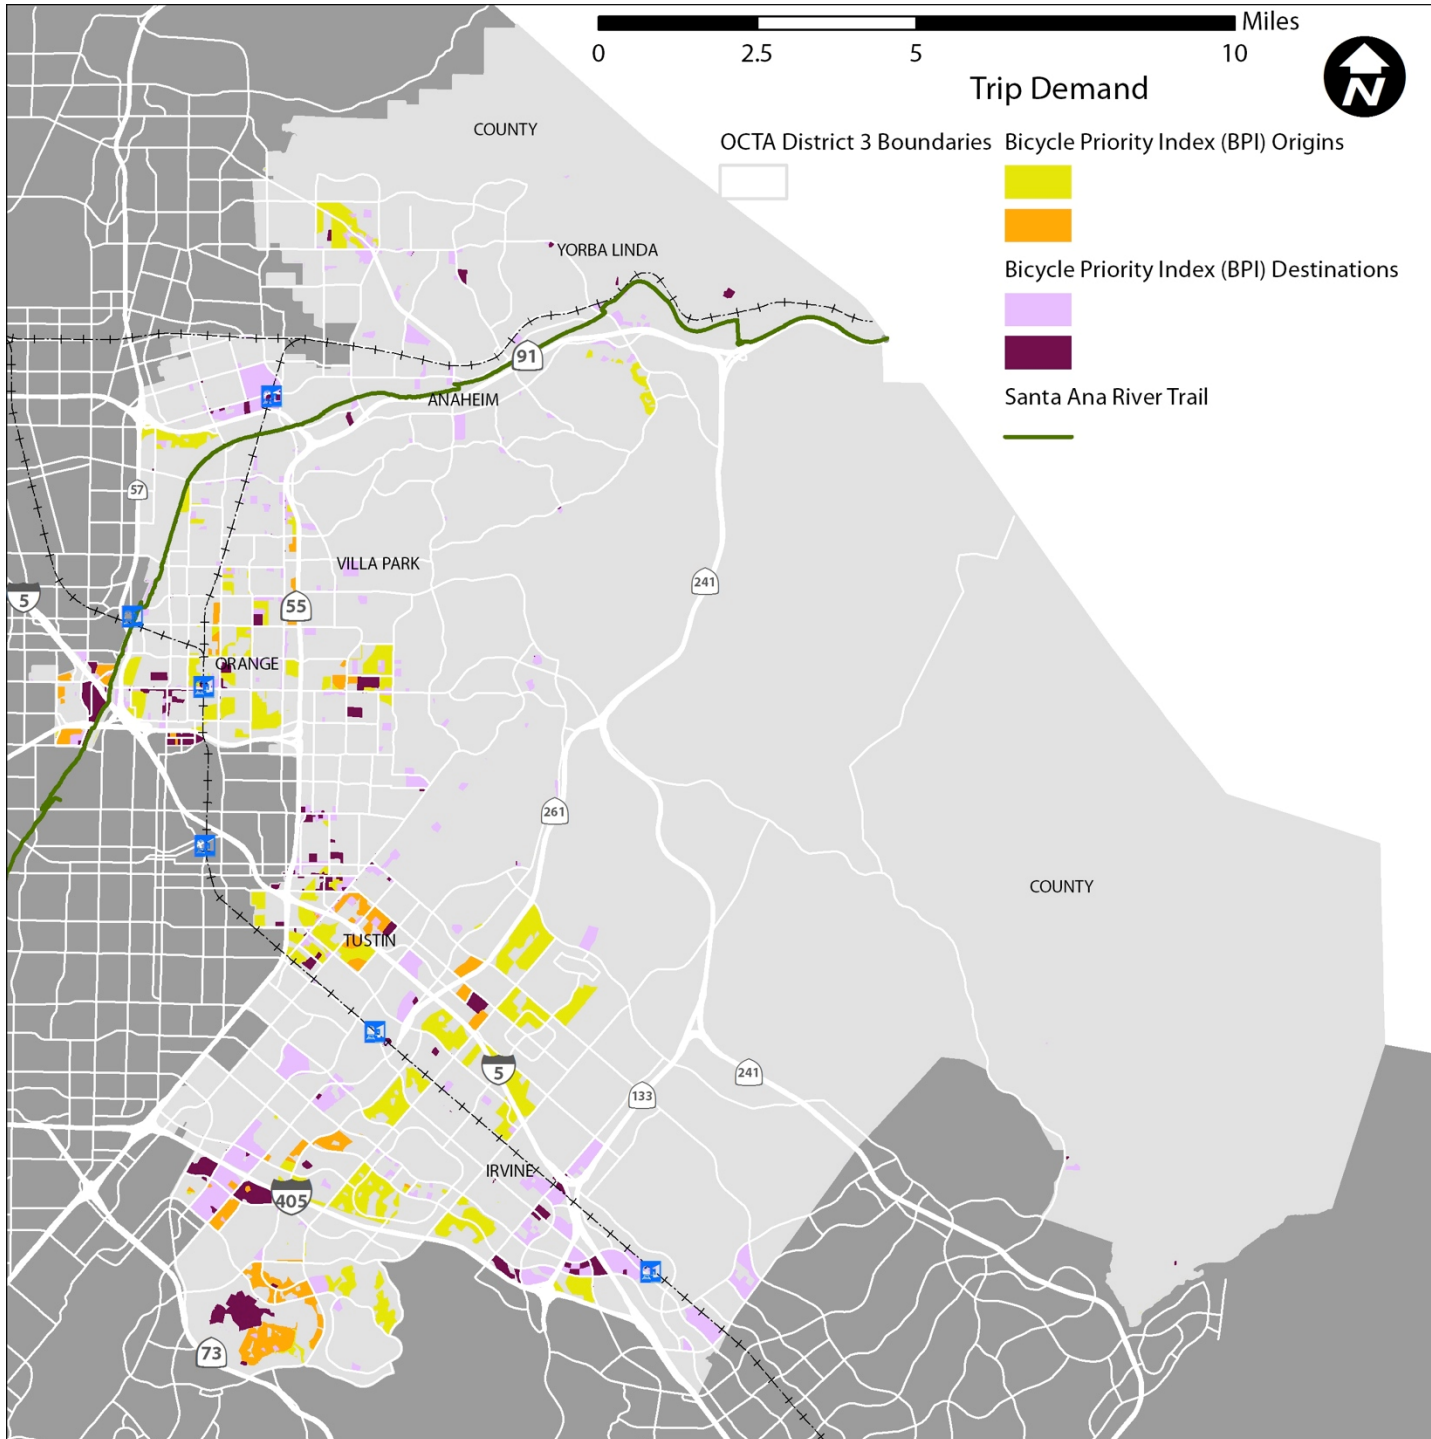 Miles
0 2.5 5 10
N
Trip Demand
OCTA District 3 Boundaries
Bicycle Priority Index (BPI) Origins
Bicycle Priority Index (BPI) Destinations
Santa Ana River Trail
COUNTY
YORBA LINDA
91
ANAHEIM
57
VILLA PARK
241
5
55
ORANGE
261
COUNTY
TUSTIN
5
241
133
IRVINE
405
73